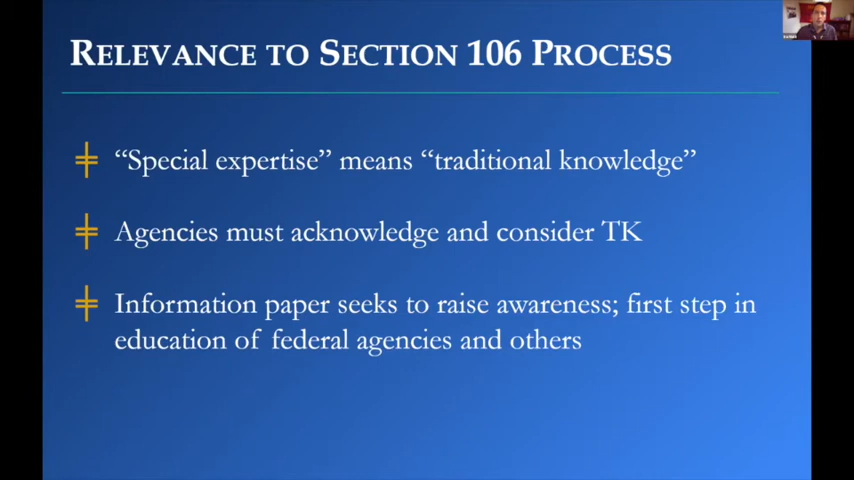 RELEVANCE TO SECTION 106 PROCESS
“Special expertise” means “traditional knowledge”
Agencies must acknowledge and consider TK
Information paper seeks to raise awareness; first step in
education of federal agencies and others